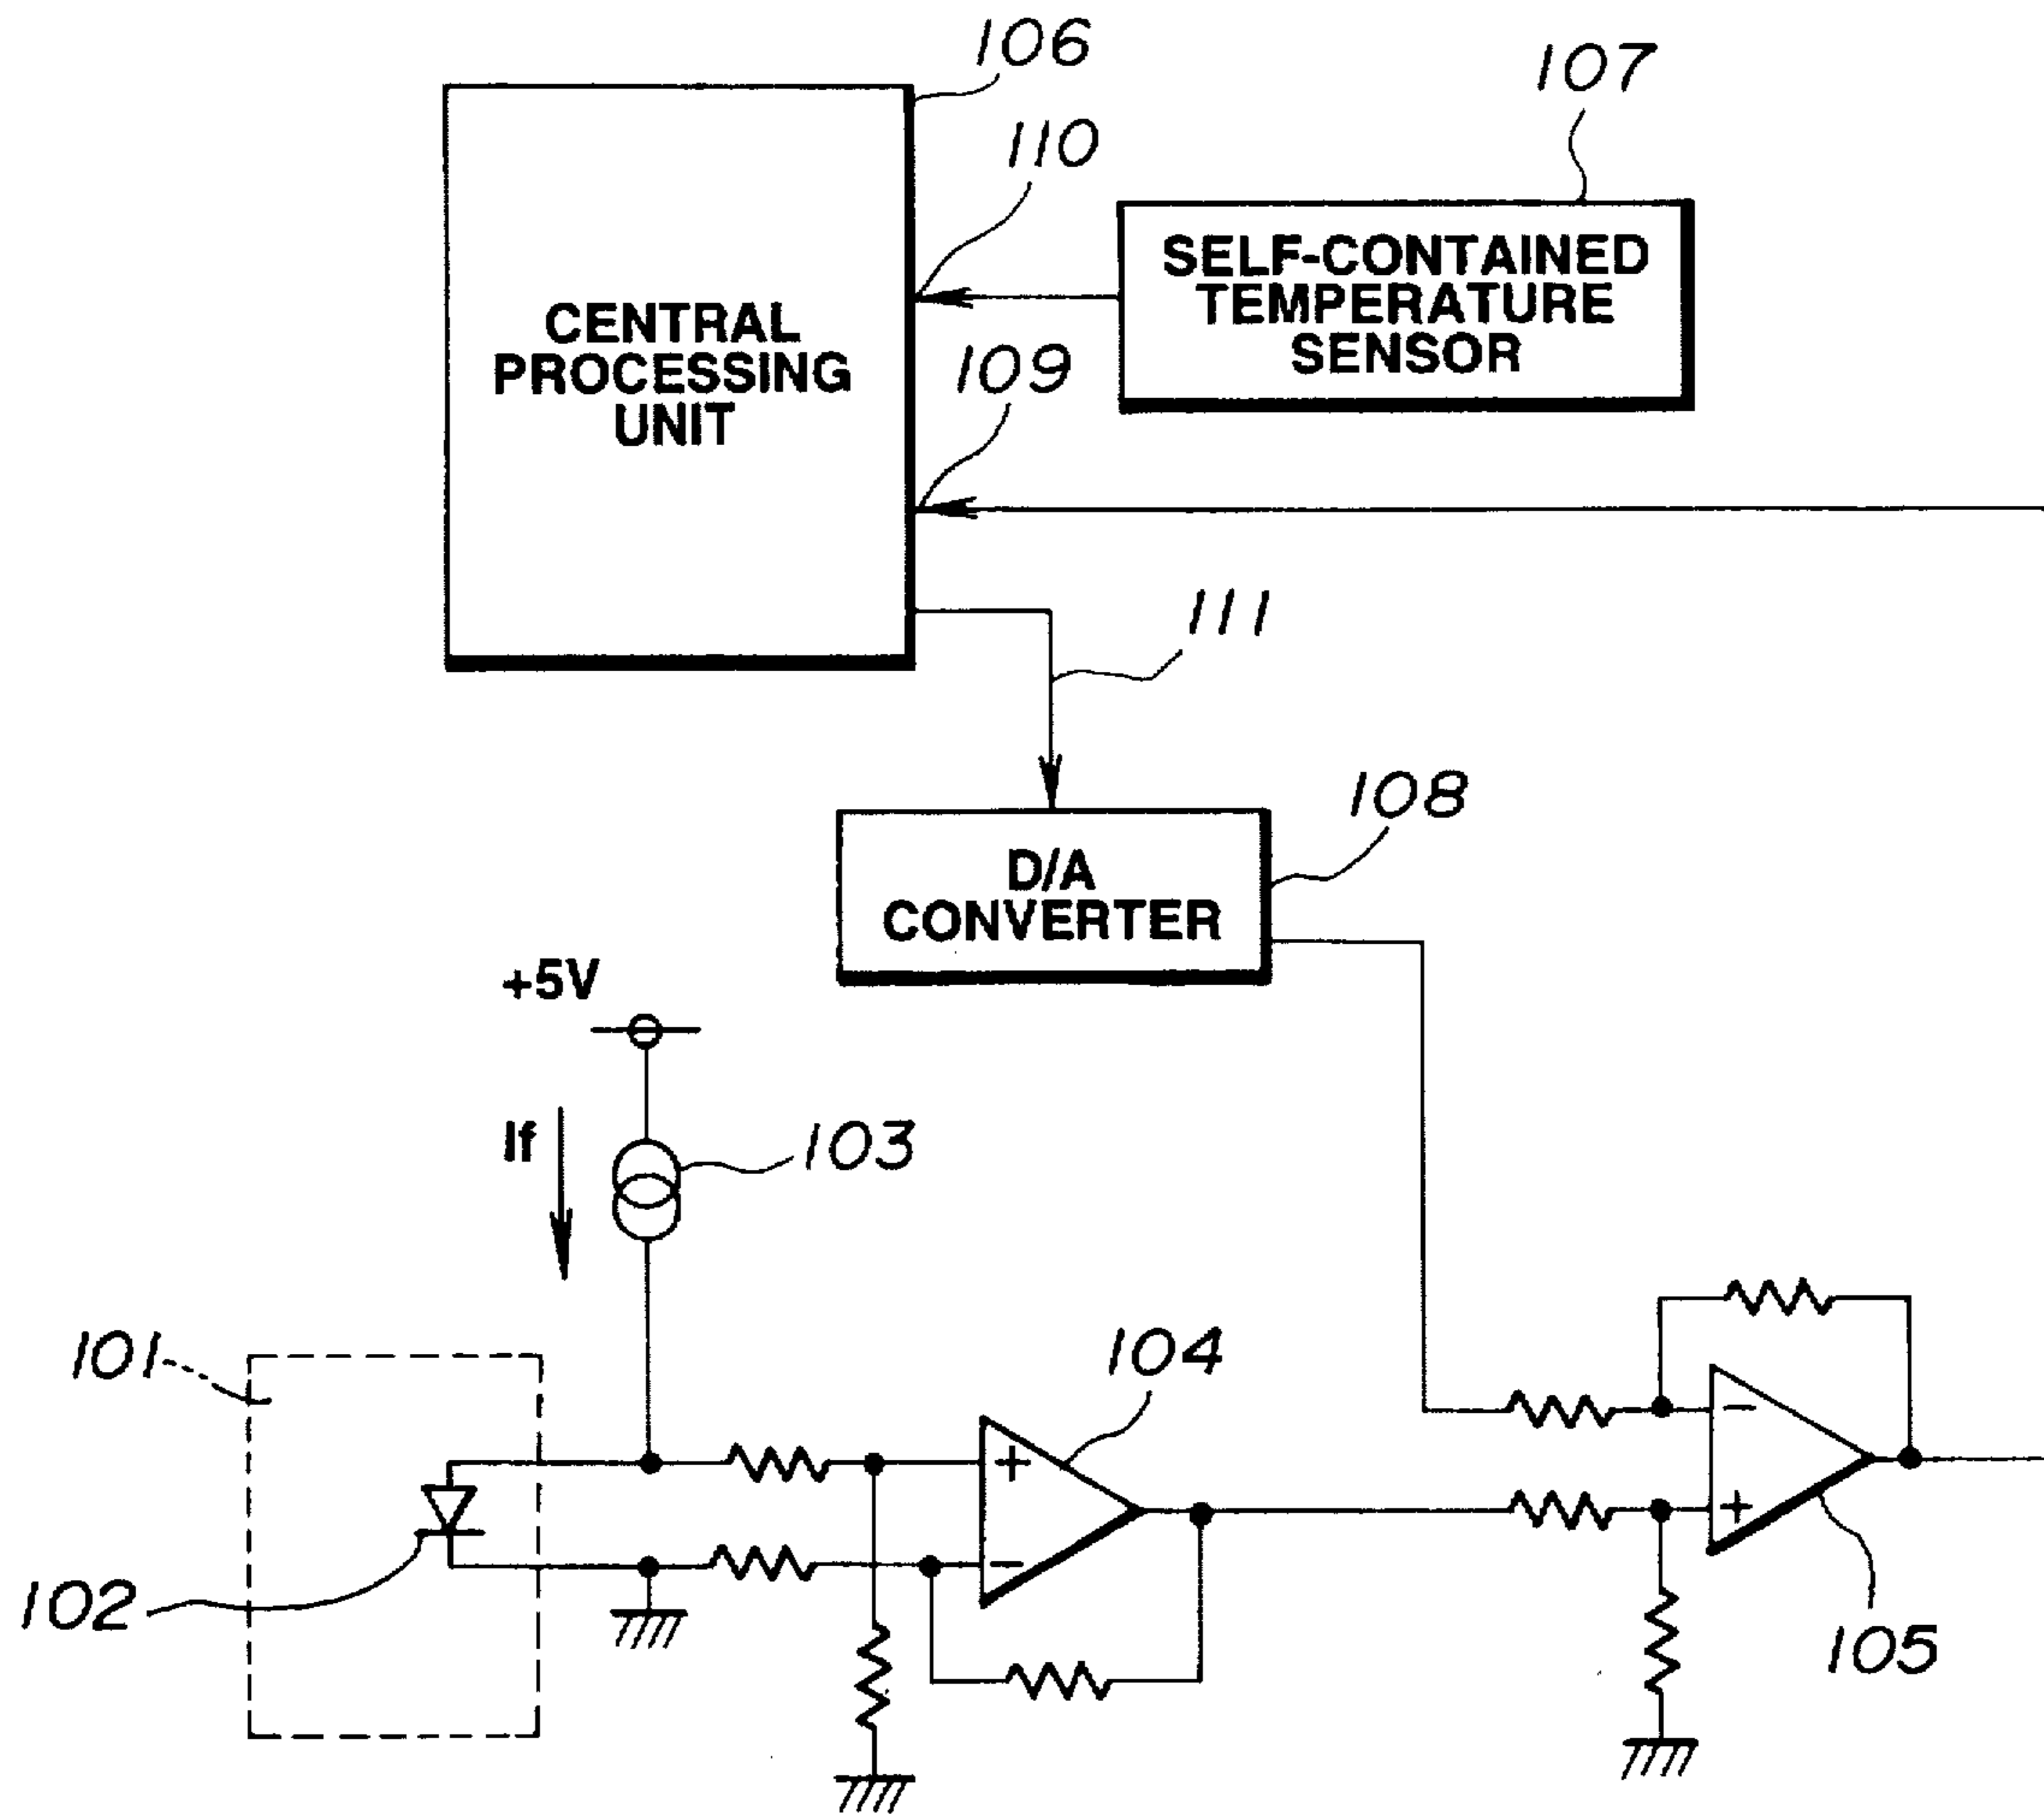 106
107
110
SELF-CONTAINED
TEMPERATURE
SENSOR
CENTRAL
PROCESSING
UNIT
109
111
108
D/A
CONVERTER
+5V
If
103
101
104
+
-
-
+
102
105